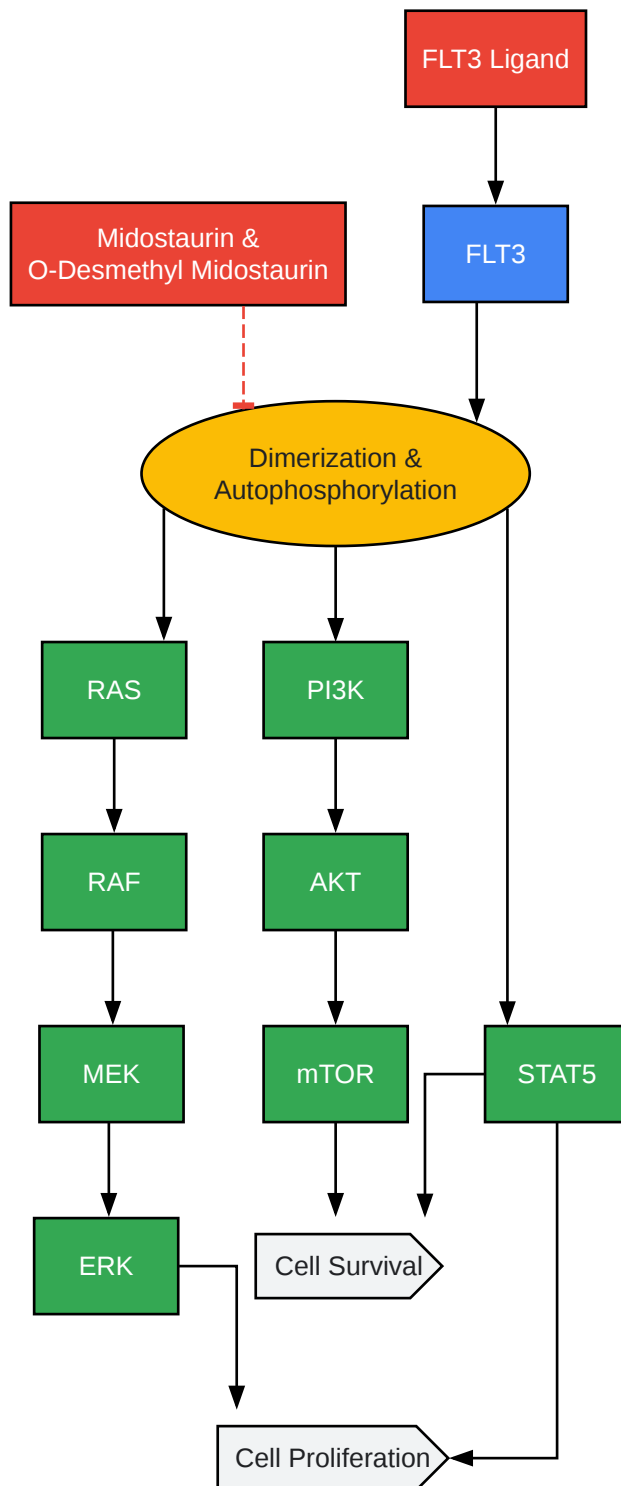 FLT3 Ligand
Midostaurin &
O-Desmethyl Midostaurin
FLT3
Dimerization &
Autophosphorylation
RAS
PI3K
RAF
AKT
MEK
mTOR
STAT5
ERK
Cell Survival
Cell Proliferation